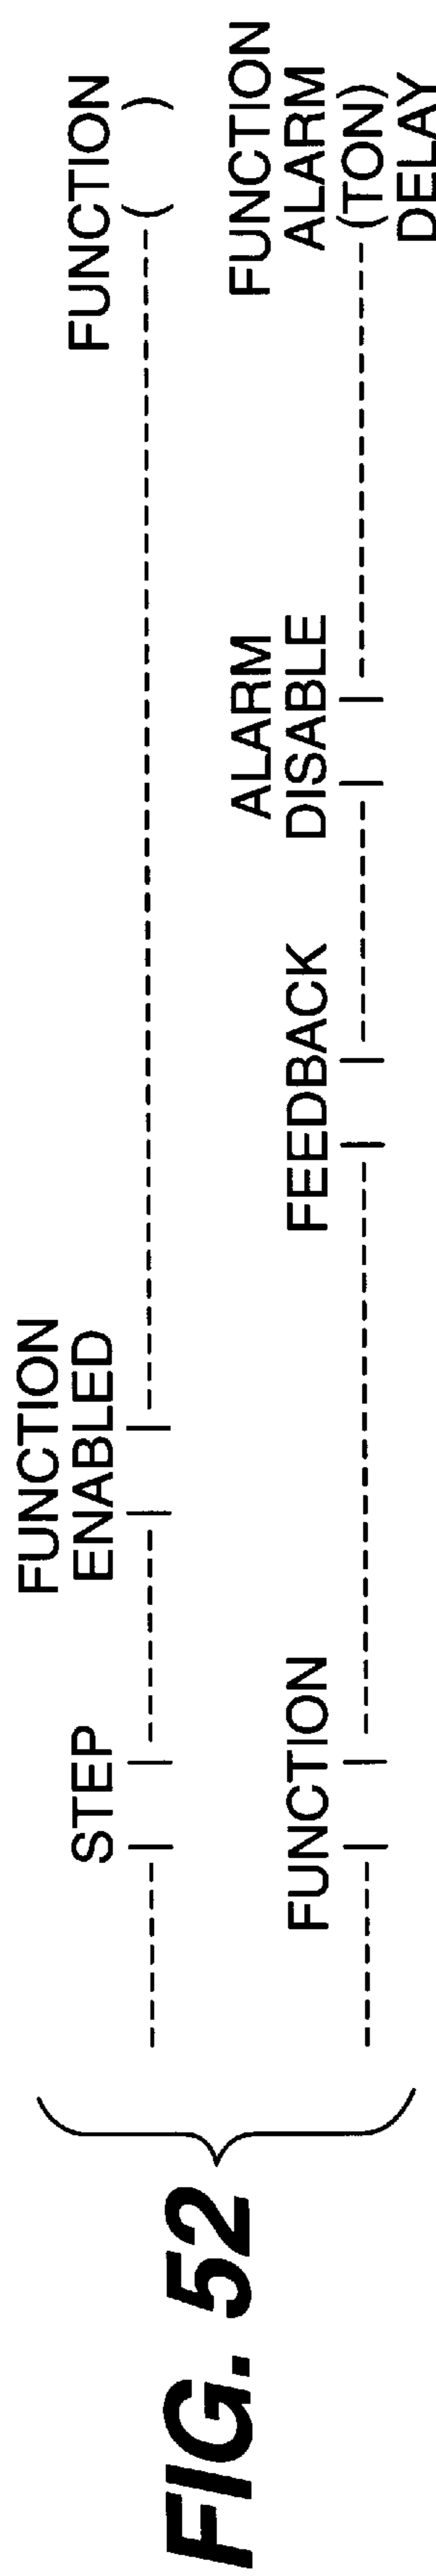 FIG. 52
STEP
FUNCTION
ENABLED
FUNCTION
( )
FUNCTION
FEEDBACK
ALARM
DISABLE
FUNCTION
ALARM
(TON)
DELAY